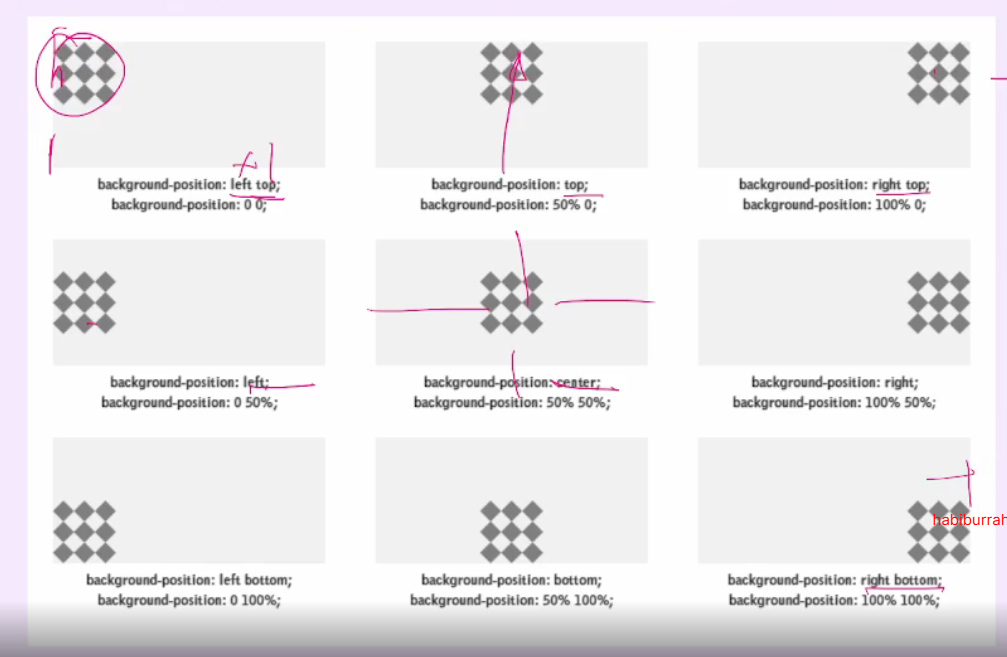 background-position: left top;
background-position: 0 0;
background-position: top;
background-position: 50% 0;
background-position: right top;
background-position: 100% 0;
background-position: left;
background-position: 0 50%;
background-position: center;
background-position: 50% 50%;
background-position: right;
background-position: 100% 50%;
habiburrah
background-position: left bottom;
background-position: 0 100%;
background-position: bottom;
background-position: 50% 100%;
background-position: right bottom;
background-position: 100% 100%;